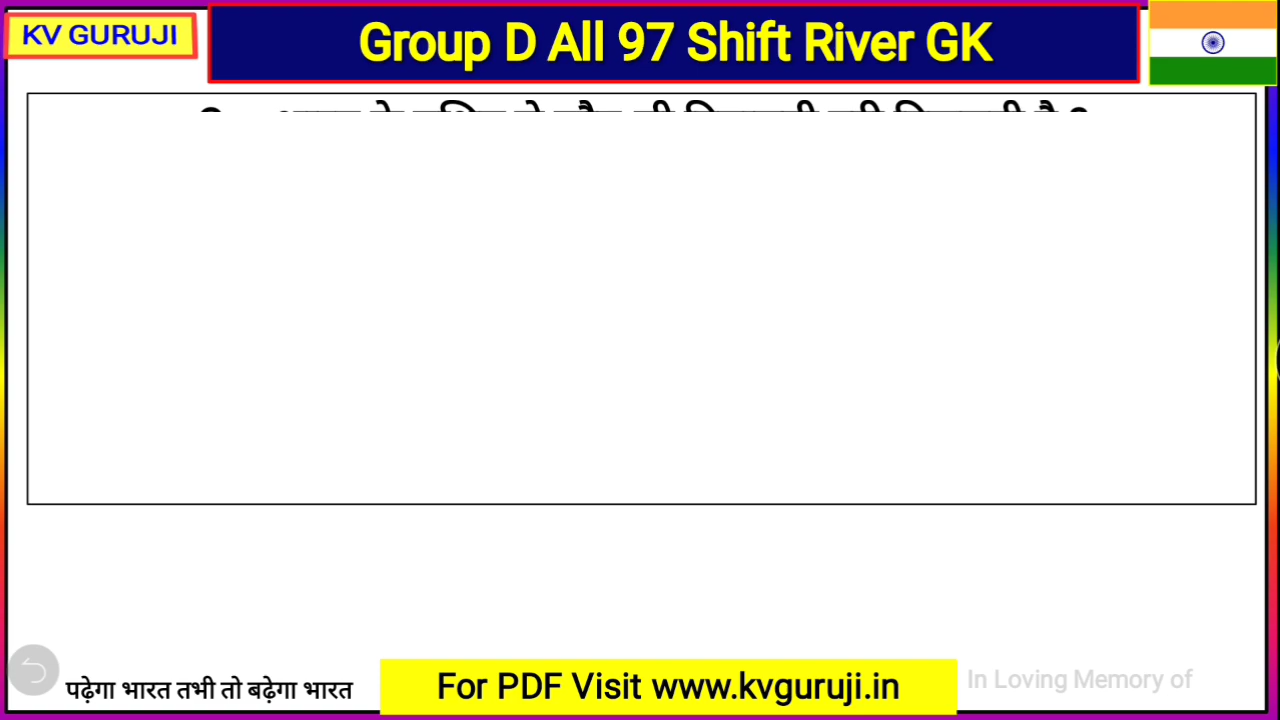 KV GURUJI
Group D All 97 Shift River GK
पढ़ेगा भारत तभी तो बढ़ेगा भारत
For PDF Visit www.kvguruji.in
In Loving Memory of